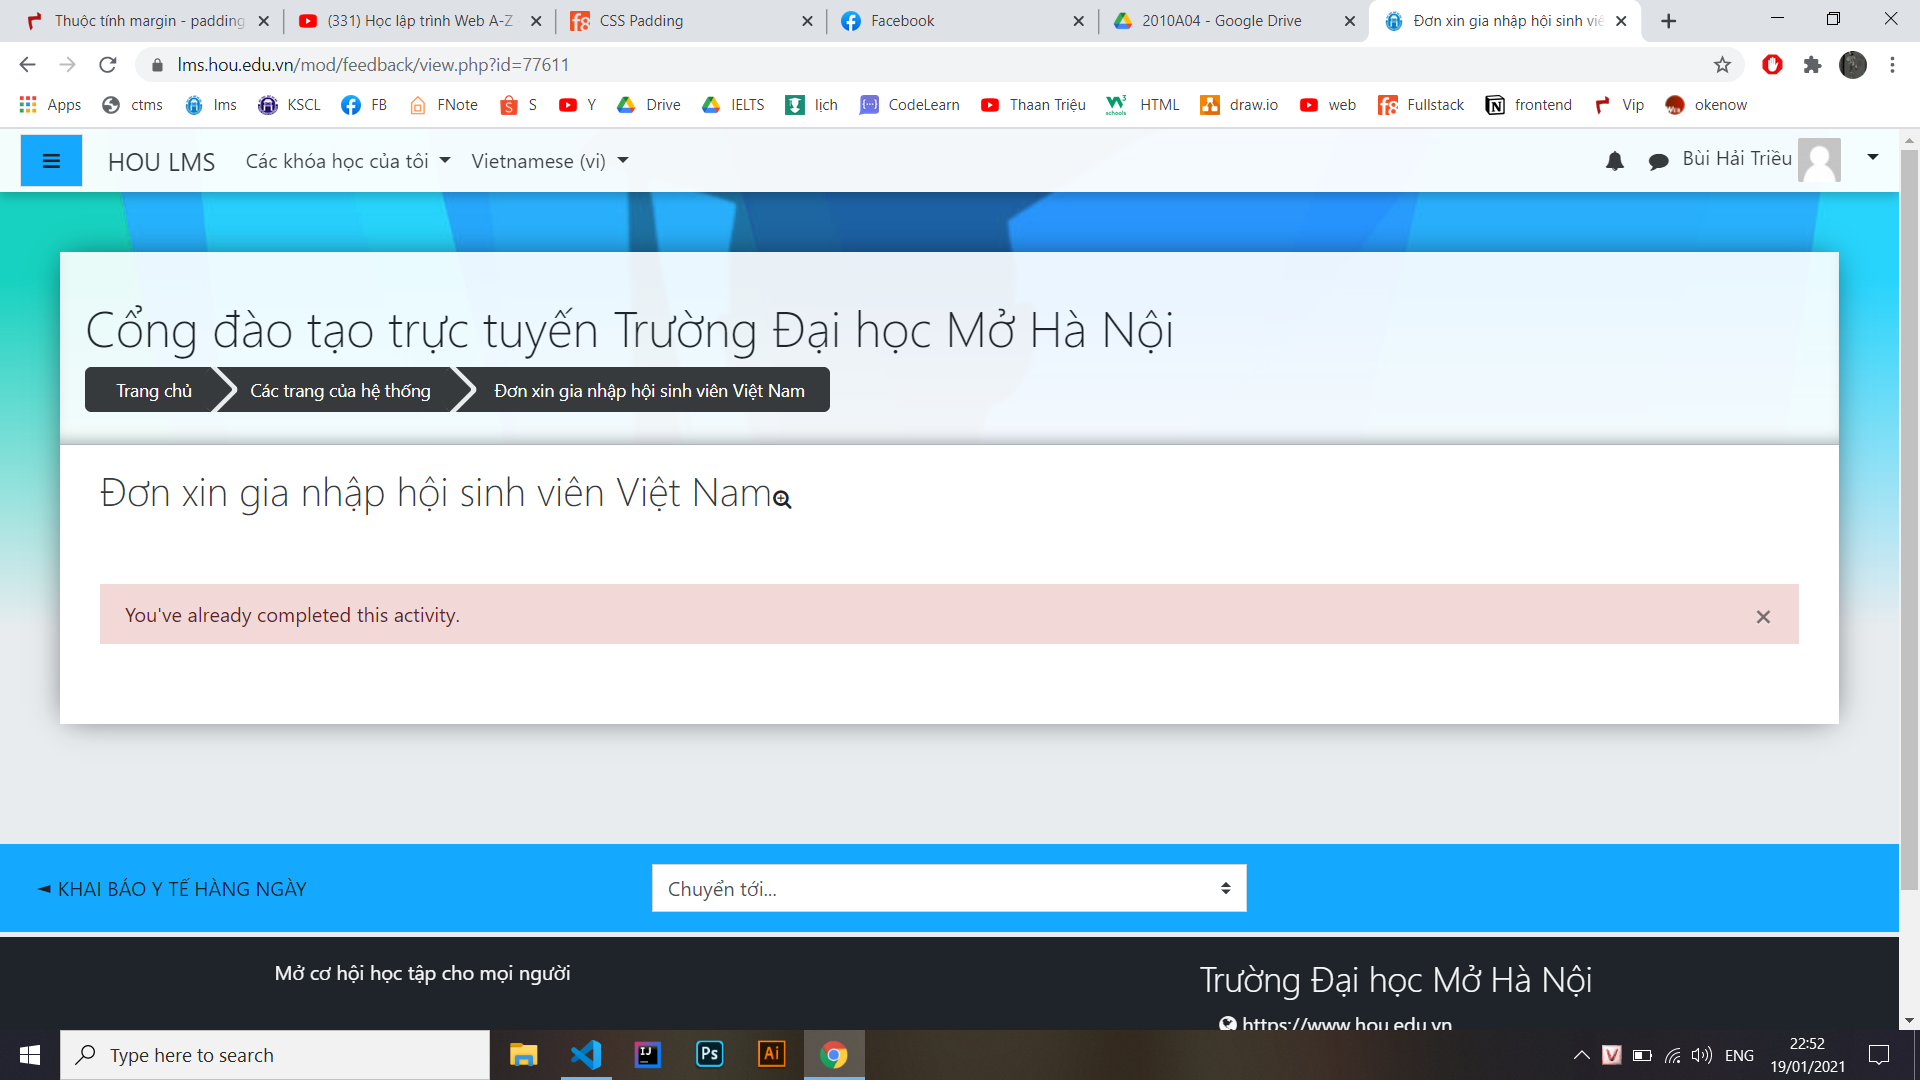 Thuộc tính margin - padding
(331) Học lập trình Web A-Z
CSS Padding
Facebook
2010A04 - Google Drive
Đơn xin gia nhập hội sinh viê
lms.hou.edu.vn/mod/feedback/view.php?id=77611
Apps
ctms
lms
KSCL
FB
FNote
S
Y
Drive
IELTS
lịch
CodeLearn
Thaan Triệu
HTML
draw.io
web
Fullstack
frontend
Vip
okenow
HOU LMS
Các khóa học của tôi
Vietnamese (vi)
Bùi Hải Triều
Cổng đào tạo trực tuyến Trường Đại học Mở Hà Nội
Trang chủ
Các trang của hệ thống
Đơn xin gia nhập hội sinh viên Việt Nam
Đơn xin gia nhập hội sinh viên Việt Nam
You've already completed this activity.
×
◄ KHAI BÁO Y TẾ HÀNG NGÀY
Chuyển tới...
Mở cơ hội học tập cho mọi người
Trường Đại học Mở Hà Nội
https://www.hou.edu.vn
Type here to search
IJ
Ps
Ai
V
ENG
22:52
19/01/2021